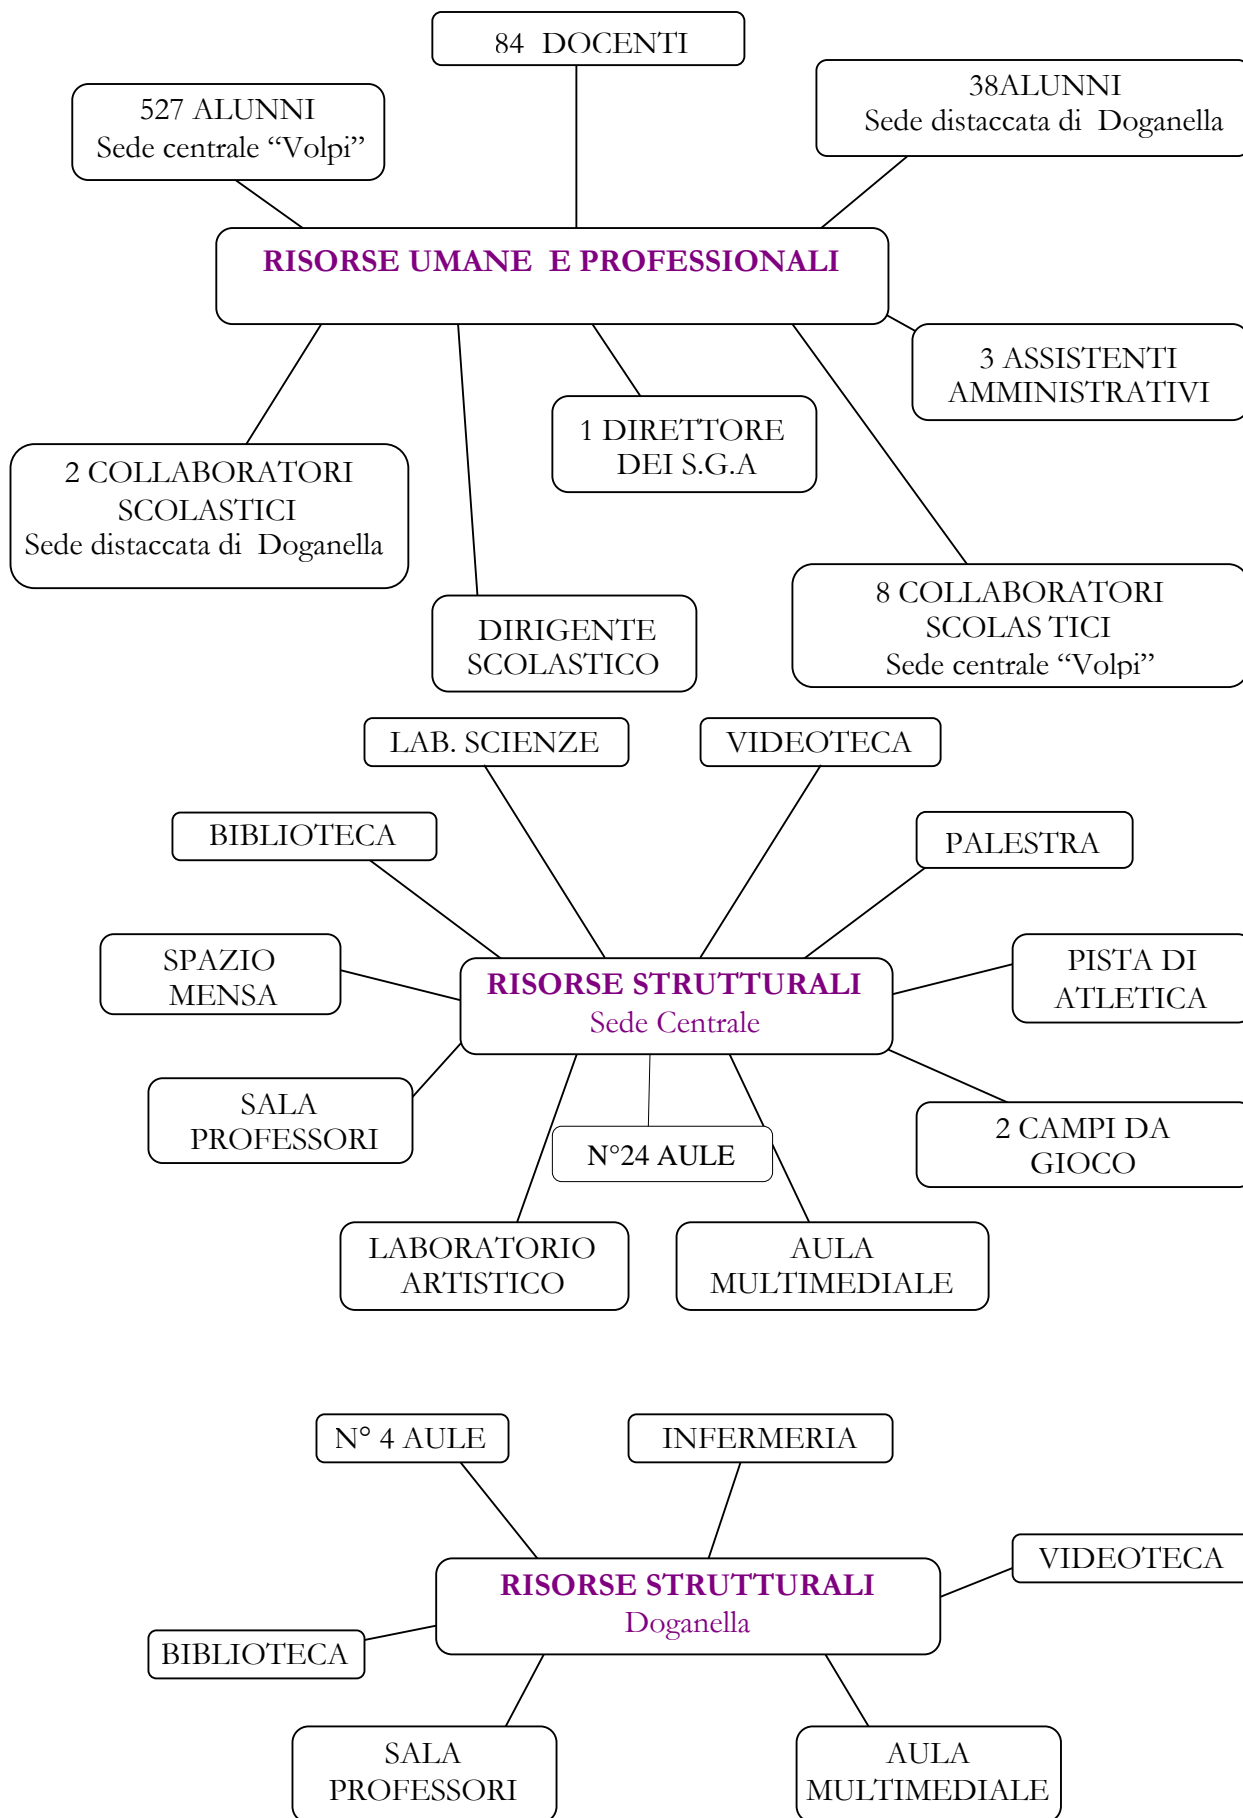 84 DOCENTI
527 ALUNNI
Sede centrale “Volpi”
38ALUNNI
Sede distaccata di Doganella
RISORSE UMANE E PROFESSIONALI
3 ASSISTENTI
AMMINISTRATIVI
1 DIRETTORE
DEI S.G.A
2 COLLABORATORI
SCOLASTICI
Sede distaccata di Doganella
DIRIGENTE
SCOLASTICO
8 COLLABORATORI
SCOLAS TICI
Sede centrale “Volpi”
LAB. SCIENZE
VIDEOTECA
BIBLIOTECA
PALESTRA
SPAZIO
MENSA
RISORSE STRUTTURALI
Sede Centrale
PISTA DI
ATLETICA
SALA
PROFESSORI
N°24 AULE
2 CAMPI DA
GIOCO
LABORATORIO
ARTISTICO
AULA
MULTIMEDIALE
N° 4 AULE
INFERMERIA
VIDEOTECA
RISORSE STRUTTURALI
Doganella
BIBLIOTECA
SALA
PROFESSORI
AULA
MULTIMEDIALE